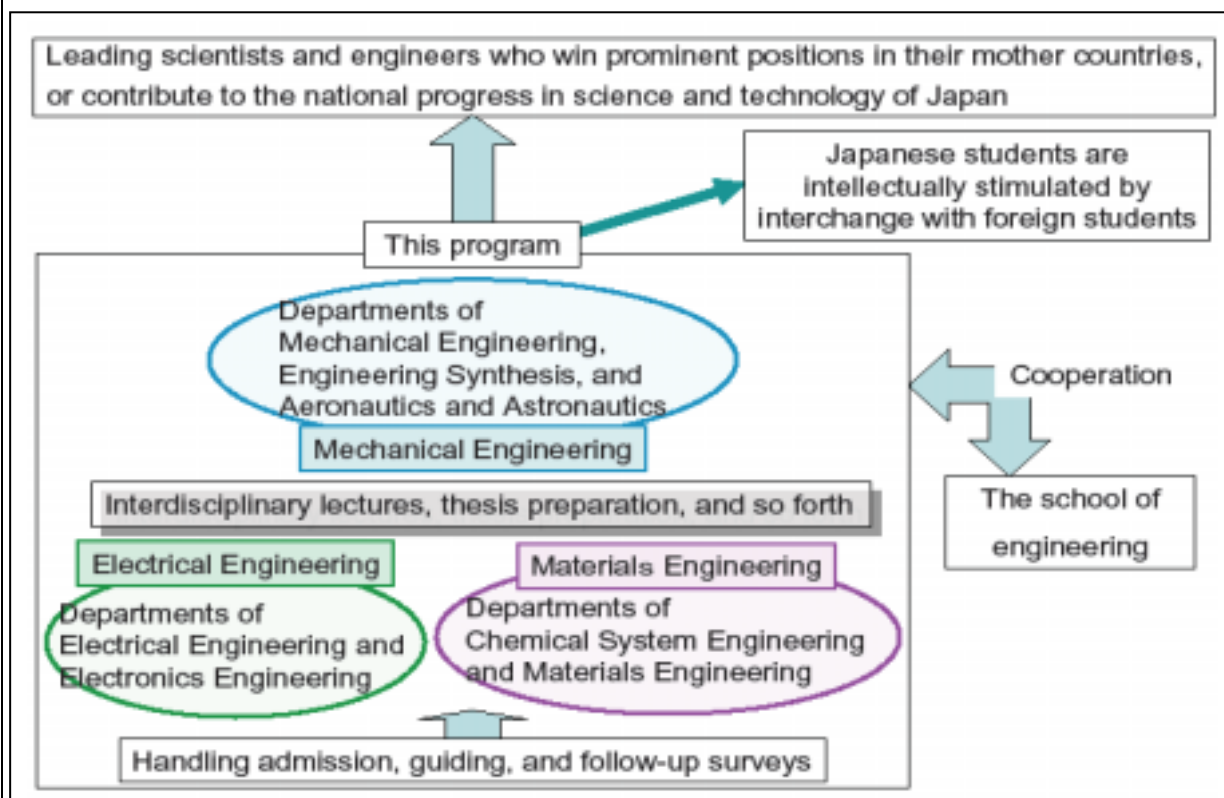 Leading scientists and engineers who win prominent positions in their mother countries,
or contribute to the national progress in science and technology of Japan
Japanese students are
intellectually stimulated by
interchange with foreign students
This program
Departments of
Mechanical Engineering,
Engineering Synthesis, and
Aeronautics and Astronautics
Mechanical Engineering
Cooperation
The school of
engineering
Interdisciplinary lectures, thesis preparation, and so forth
Electrical Engineering
Departments of
Electrical Engineering and
Electronics Engineering
Materials Engineering
Departments of
Chemical System Engineering
and Materials Engineering
Handling admission, guiding, and follow-up surveys